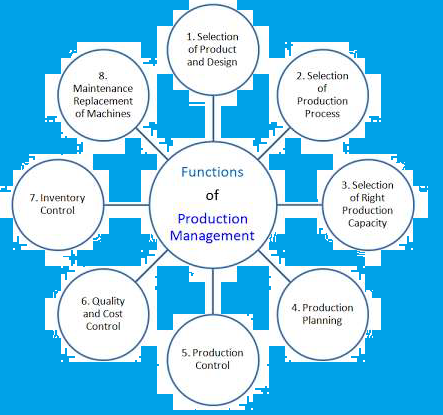 1. Selection
of Product
and Design
2. Selection
of
Production
Process
3. Selection
of Right
Production
Capacity
4. Production
Planning
5. Production
Control
6. Quality
and Cost
Control
7. Inventory
Control
8.
Maintenance
Replacement
of Machines
Functions
of
Production
Management